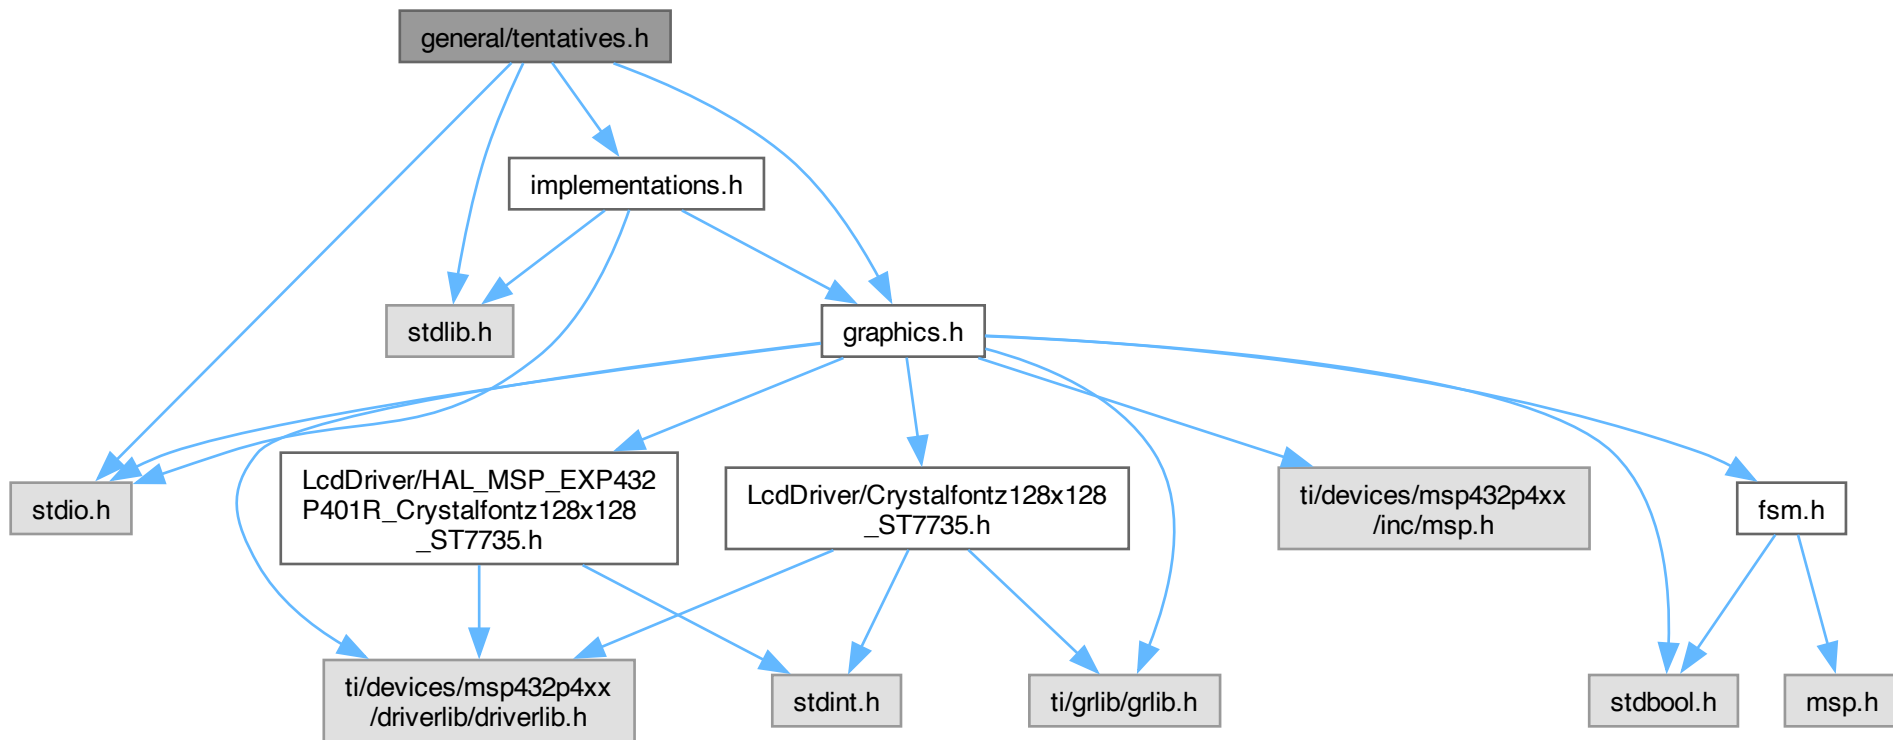 general/tentatives.h
implementations.h
stdlib.h
graphics.h
stdio.h
LcdDriver/HAL_MSP_EXP432
P401R_Crystalfontz128x128
_ST7735.h
LcdDriver/Crystalfontz128x128
_ST7735.h
ti/devices/msp432p4xx
/inc/msp.h
fsm.h
ti/devices/msp432p4xx
/driverlib/driverlib.h
stdint.h
ti/grlib/grlib.h
stdbool.h
msp.h